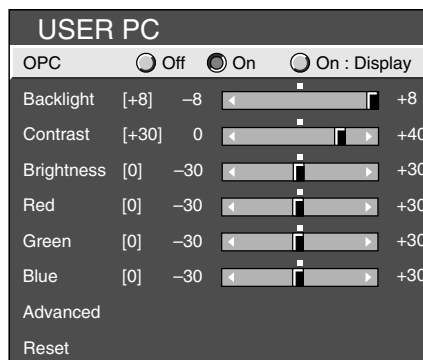 USER PC
OPC Off On On : Display
Backlight [+8] –8 +8
Contrast [+30] 0 +40
Brightness [0] –30 +30
Red [0] –30 +30
Green [0] –30 +30
Blue [0] –30 +30
Advanced
Reset